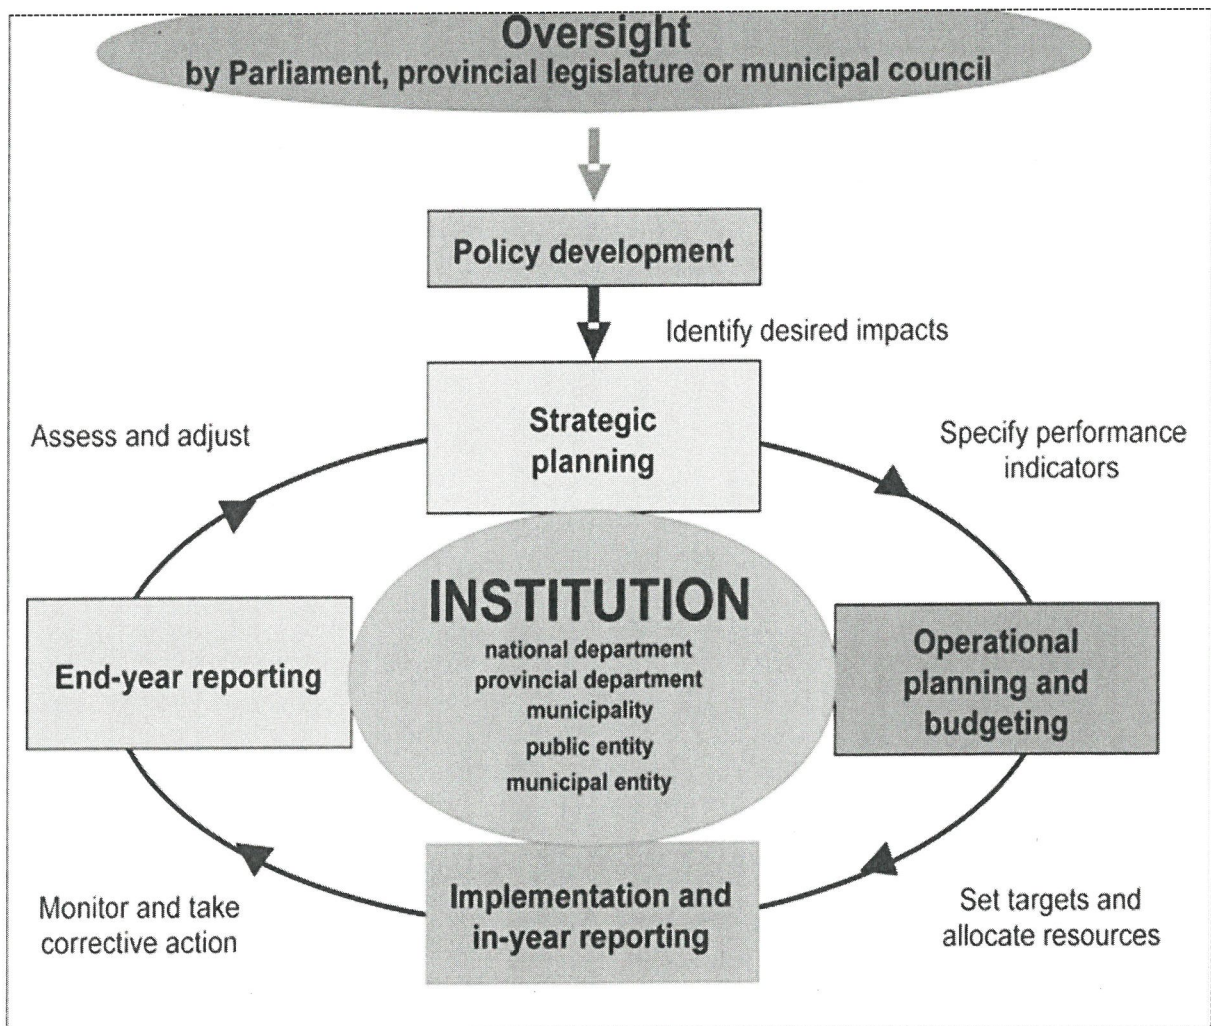 Oversight
by Parliament, provincial legislature or municipal council
Policy development
Identify desired impacts
Strategic
planning
Assess and adjust
Specify performance
indicators
INSTITUTION
national department
provincial department
municipality
public entity
municipal entity
End-year reporting
Operational
planning and
budgeting
Implementation and
in-year reporting
Monitor and take
corrective action
Set targets and
allocate resources